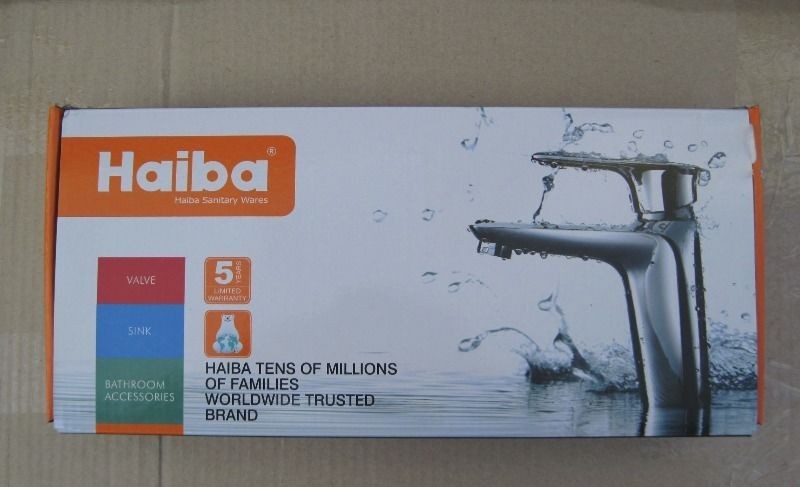 Haiba®
Haiba Sanitary Wares
VALVE
SINK
BATHROOM
ACCESSORIES
5 YEARS
LIMITED
WARRANTY
HAIBA TENS OF MILLIONS
OF FAMILIES
WORLDWIDE TRUSTED
BRAND